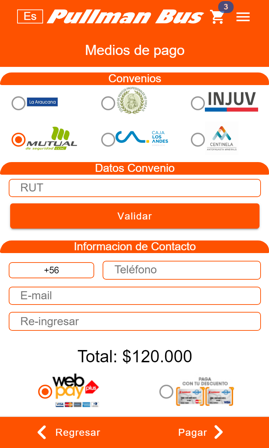 Es Pullman Bus 3
Medios de pago
Convenios
La Araucana
INJUV
MUTUAL
de seguridad
CAJA
LOS
ANDES
CENTINELA
Datos Convenio
RUT
Validar
Informacion de Contacto
+56 Teléfono
E-mail
Re-ingresar
Total: $120.000
web
pay plus
PAGA
CON TU DESCUENTO
Regresar Pagar